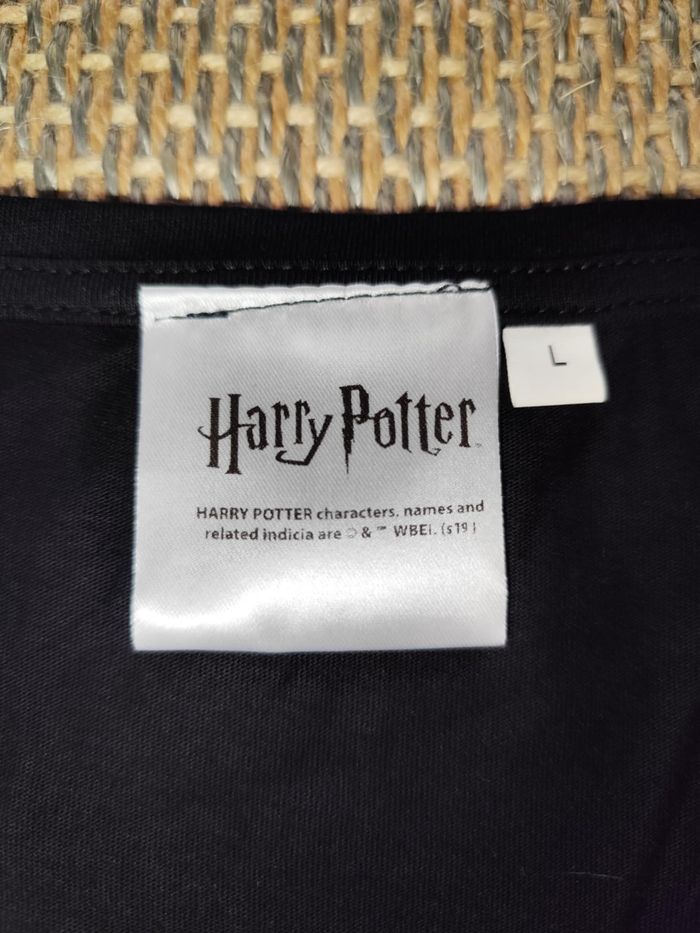 Harry Potter
L
HARRY POTTER characters, names and
related indicia are © & ™ WBEI. (s19)